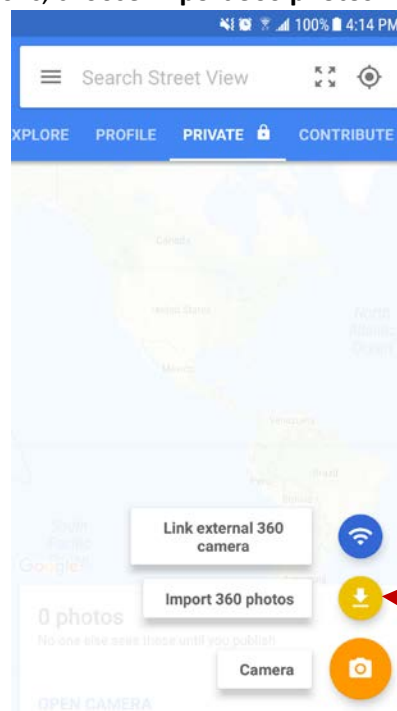 100% 4:14 PM
Search Street View
XPLORE PROFILE PRIVATE CONTRIBUTE
Canada
United States
North
Atlantic
Ocean
Mexico
Venezuela
Peru
Brazil
South
Pacific
Link external 360
camera
Google
Import 360 photos
0 photos
No one else sees these until you publish
Camera
OPEN CAMERA